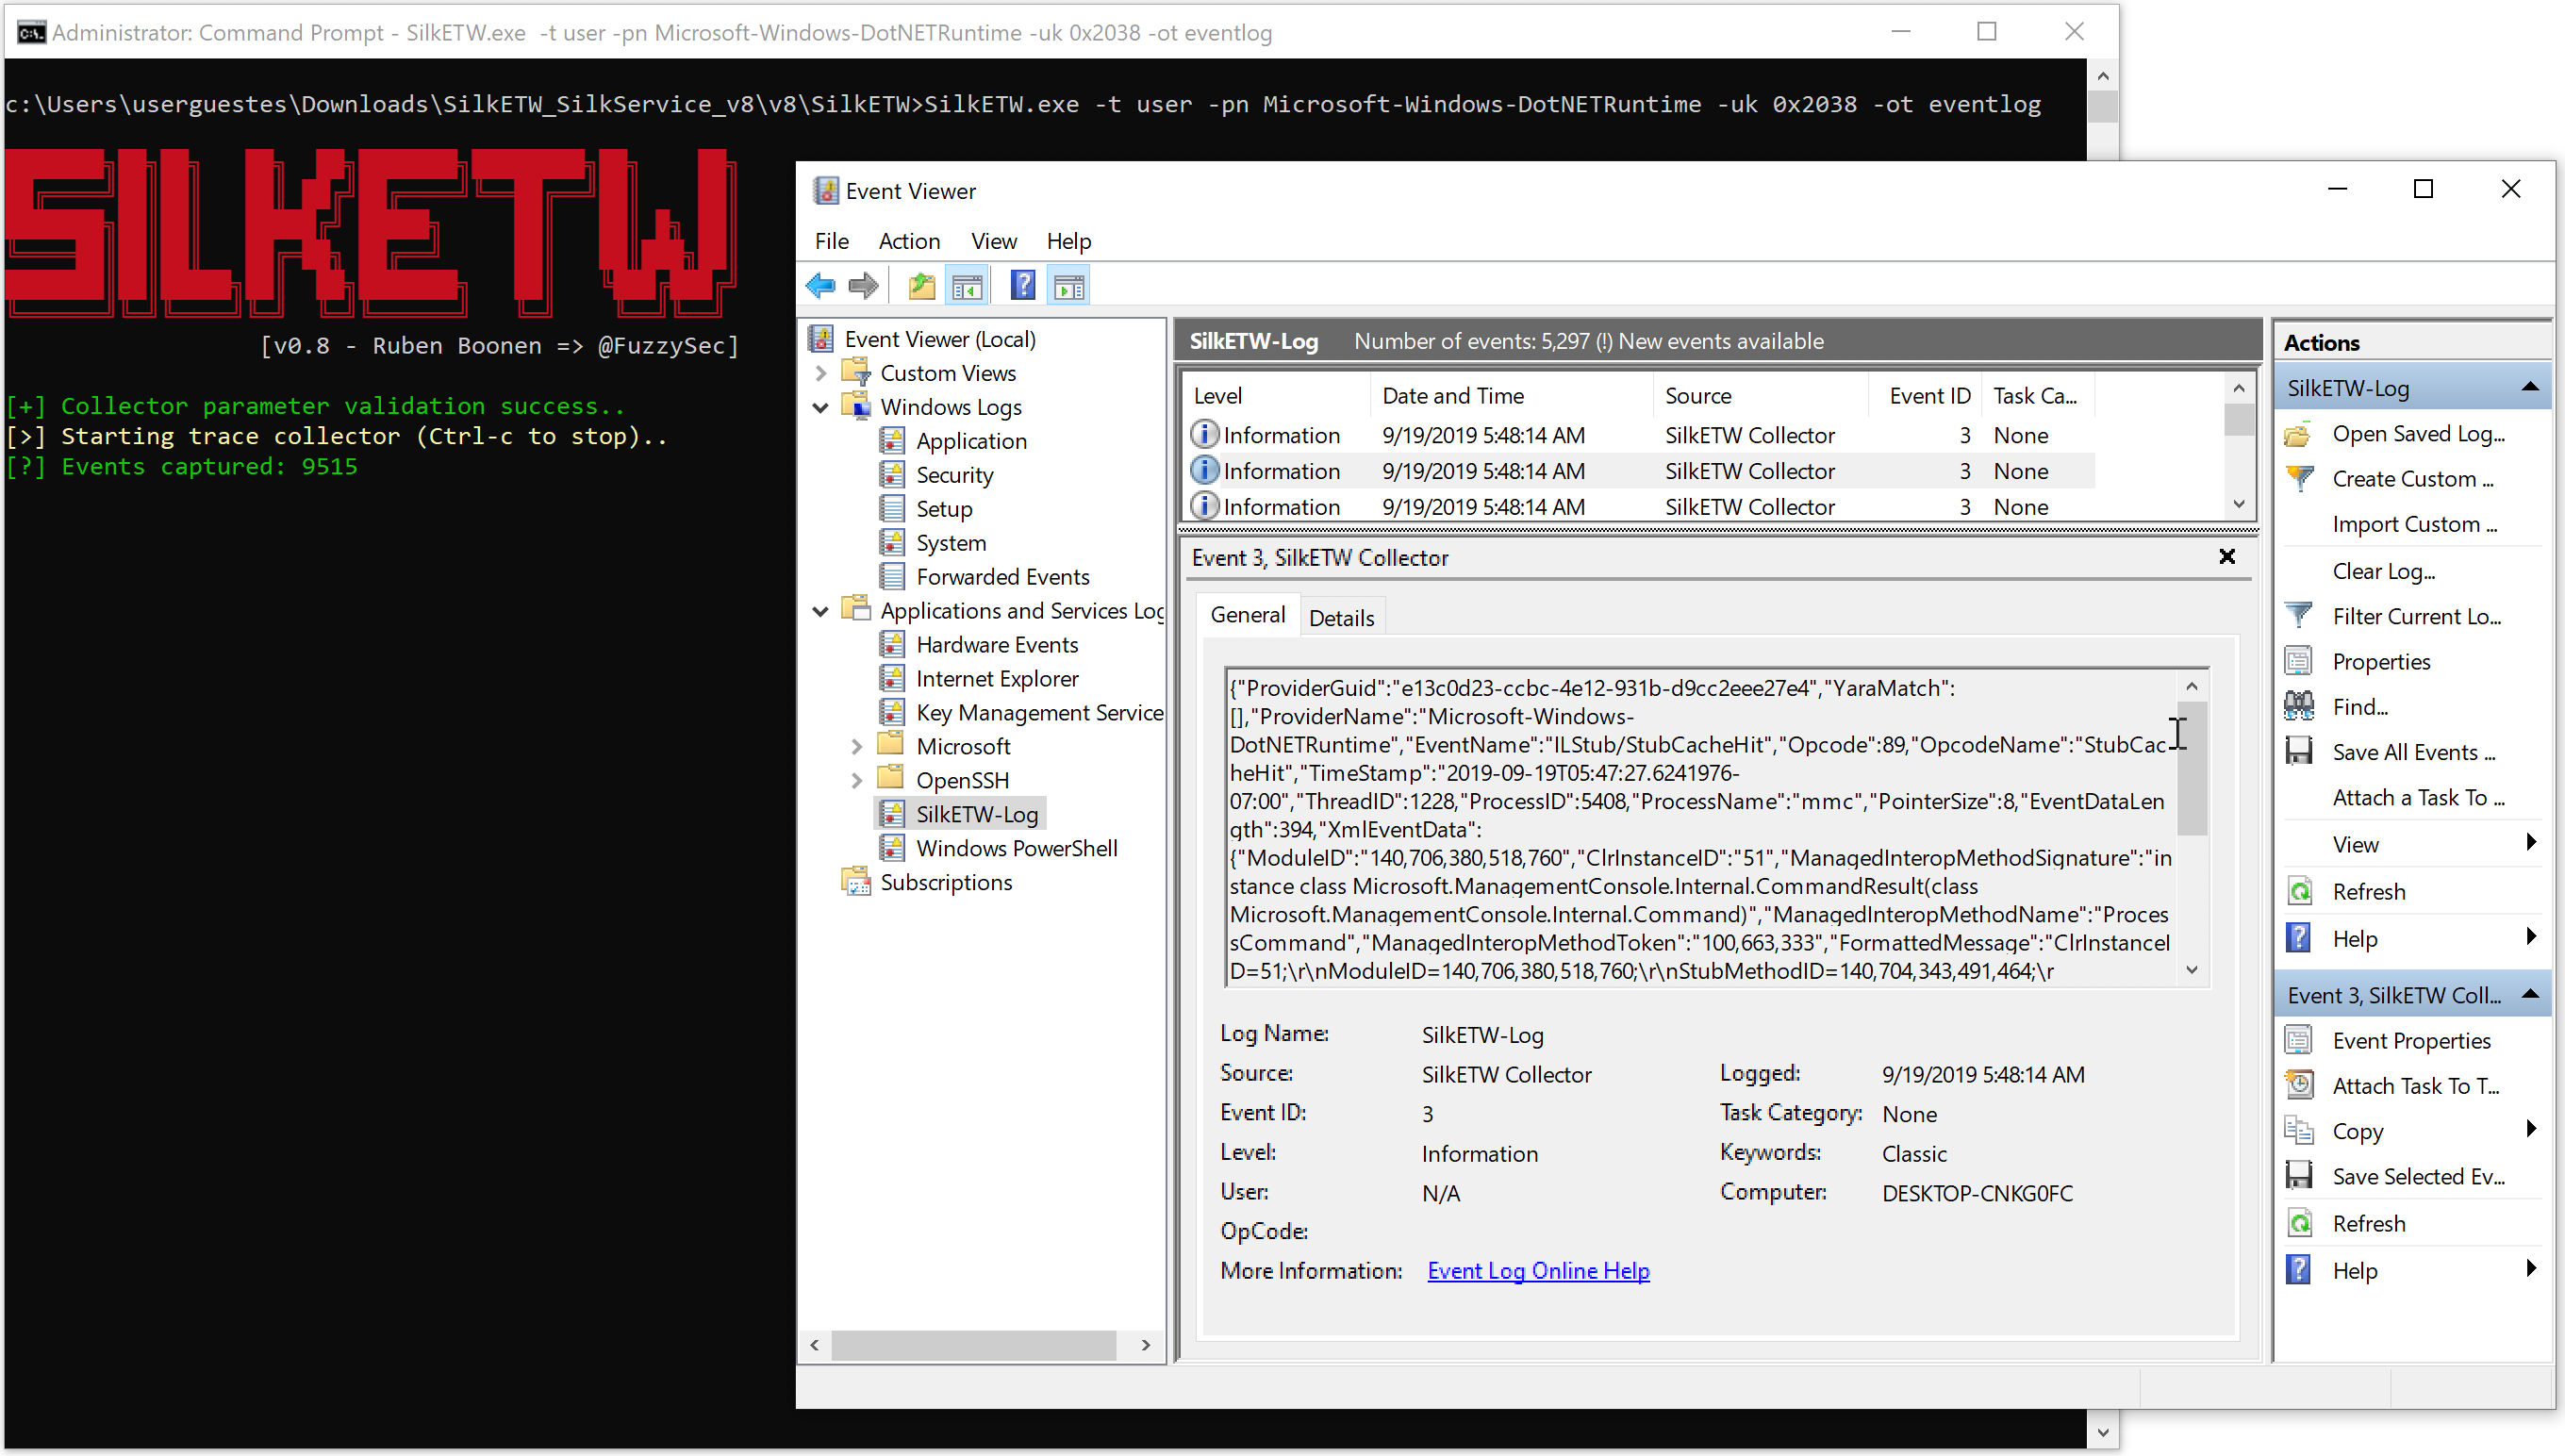 Administrator: Command Prompt - SilkETW.exe  -t user -pn Microsoft-Windows-DotNETRuntime -uk 0x2038 -ot eventlog
c:\Users\userguestes\Downloads\SilkETW_SilkService_v8\v8\SilkETW>SilkETW.exe -t user -pn Microsoft-Windows-DotNETRuntime -uk 0x2038 -ot eventlog
SILKETW
[v0.8 - Ruben Boonen => @FuzzySec]
[+] Collector parameter validation success..
[>] Starting trace collector (Ctrl-c to stop)..
[?] Events captured: 9515
Event Viewer
File Action View Help
Event Viewer (Local)
Custom Views
Windows Logs
Application
Security
Setup
System
Forwarded Events
Applications and Services Log
Hardware Events
Internet Explorer
Key Management Service
Microsoft
OpenSSH
SilkETW-Log
Windows PowerShell
Subscriptions
SilkETW-Log Number of events: 5,297 (!) New events available
Level Date and Time Source Event ID Task Ca...
Information 9/19/2019 5:48:14 AM SilkETW Collector 3 None
Information 9/19/2019 5:48:14 AM SilkETW Collector 3 None
Information 9/19/2019 5:48:14 AM SilkETW Collector 3 None
Event 3, SilkETW Collector
General Details
{"ProviderGuid":"e13c0d23-ccbc-4e12-931b-d9cc2eee27e4","YaraMatch":
[],"ProviderName":"Microsoft-Windows-
DotNETRuntime","EventName":"ILStub/StubCacheHit","Opcode":89,"OpcodeName":"StubCac
heHit","TimeStamp":"2019-09-19T05:47:27.6241976-
07:00","ThreadID":1228,"ProcessID":5408,"ProcessName":"mmc","PointerSize":8,"EventDataLen
gth":394,"XmlEventData":
{"ModuleID":"140,706,380,518,760","ClrInstanceID":"51","ManagedInteropMethodSignature":"in
stance class Microsoft.ManagementConsole.Internal.CommandResult(class
Microsoft.ManagementConsole.Internal.Command)","ManagedInteropMethodName":"Proces
sCommand","ManagedInteropMethodToken":"100,663,333","FormattedMessage":"ClrInstanceI
D=51;\r\nModuleID=140,706,380,518,760;\r\nStubMethodID=140,704,343,491,464;\r
Log Name: SilkETW-Log
Source: SilkETW Collector Logged: 9/19/2019 5:48:14 AM
Event ID: 3 Task Category: None
Level: Information Keywords: Classic
User: N/A Computer: DESKTOP-CNKG0FC
OpCode:
More Information: Event Log Online Help
Actions
SilkETW-Log
Open Saved Log...
Create Custom ...
Import Custom ...
Clear Log...
Filter Current Lo...
Properties
Find...
Save All Events ...
Attach a Task To ...
View
Refresh
Help
Event 3, SilkETW Coll...
Event Properties
Attach Task To T...
Copy
Save Selected Ev...
Refresh
Help